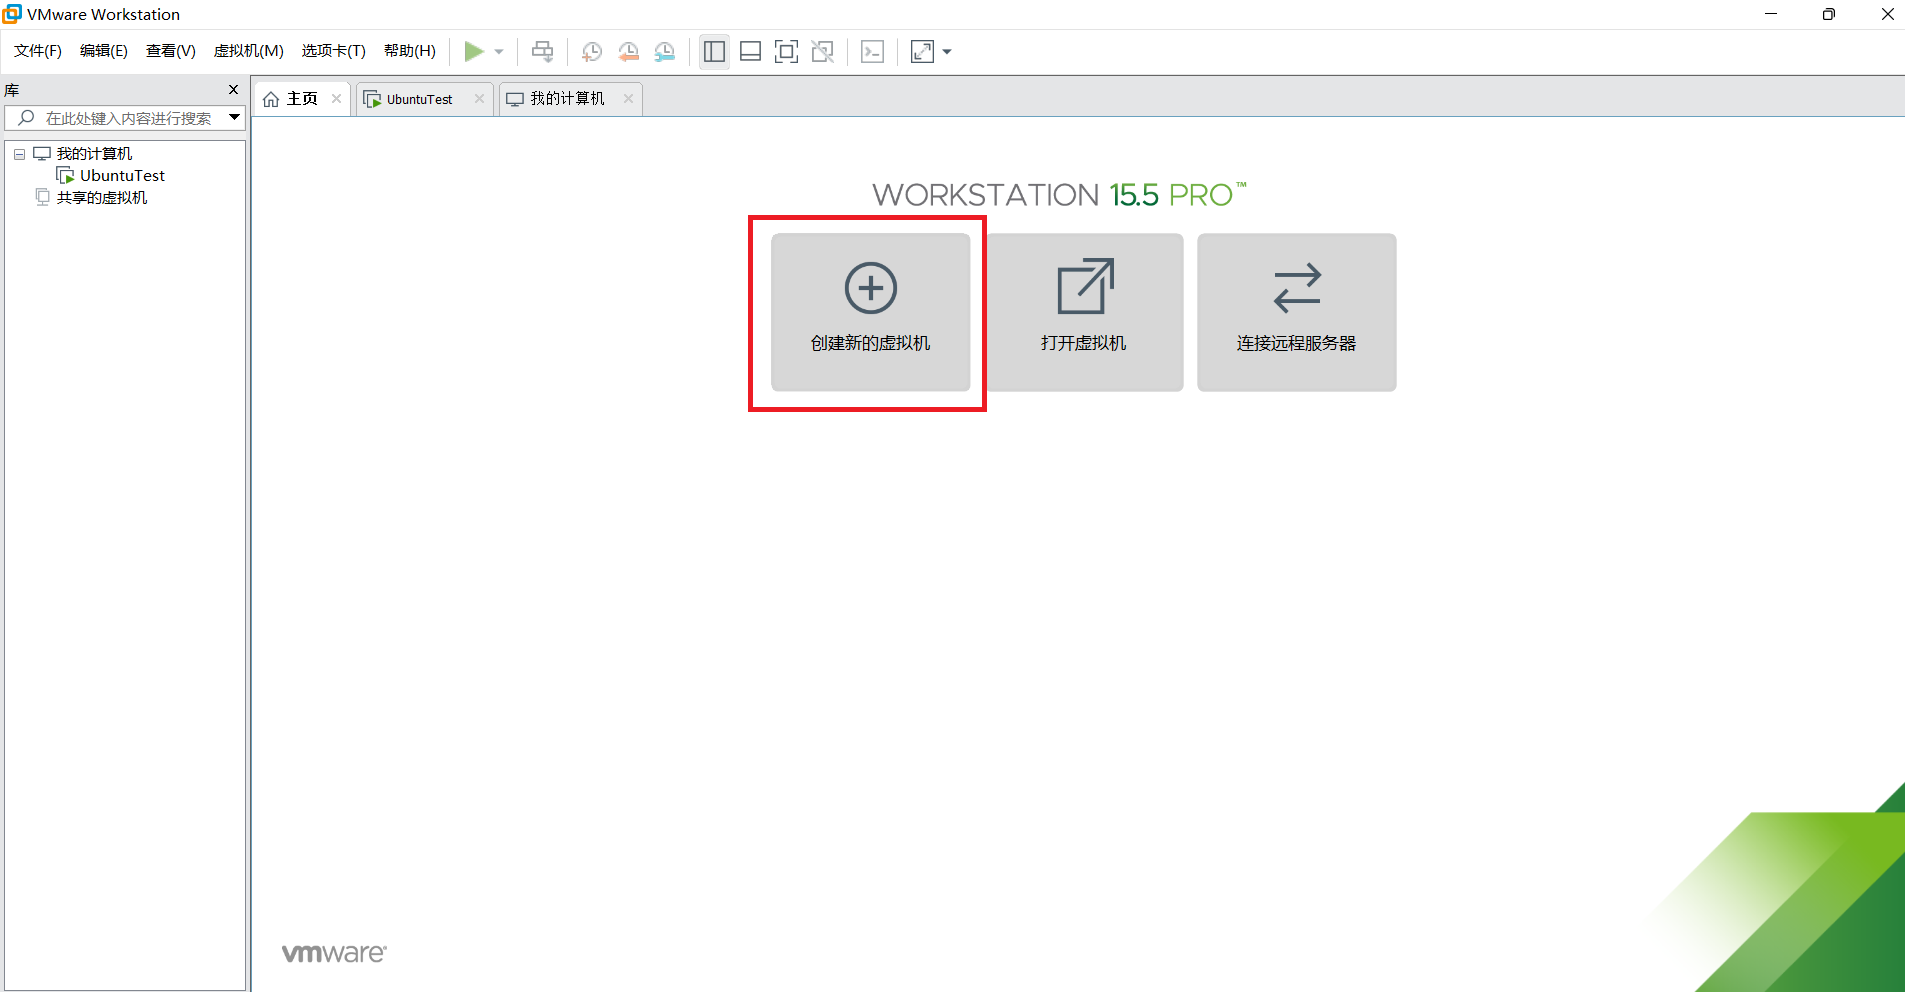 VMware Workstation
文件(F) 编辑(E) 查看(V) 虚拟机(M) 选项卡(T) 帮助(H)
库
在此处键入内容进行搜索
我的计算机
UbuntuTest
共享的虚拟机
主页 UbuntuTest 我的计算机
WORKSTATION 15.5 PRO™
创建新的虚拟机 打开虚拟机 连接远程服务器
vmware®